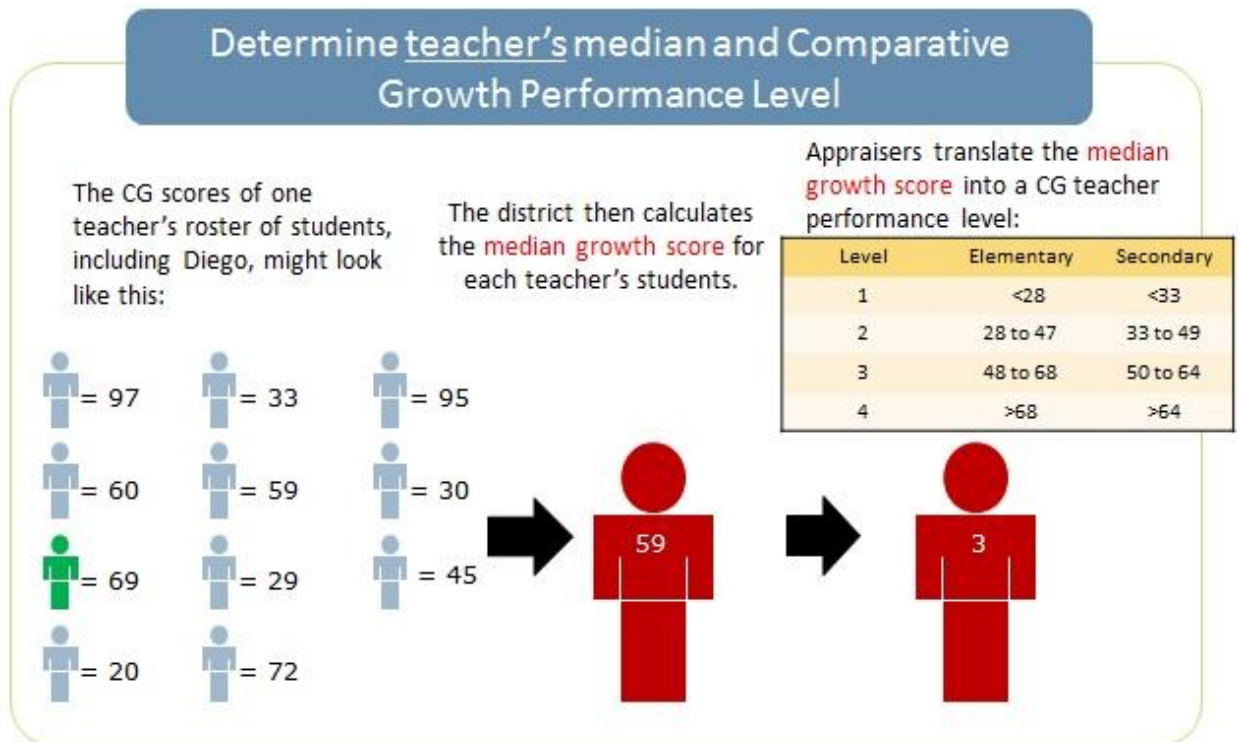 Determine teacher's median and Comparative
Growth Performance Level
The CG scores of one
teacher's roster of students,
including Diego, might look
like this:
The district then calculates
the median growth score for
each teacher's students.
Appraisers translate the median
growth score into a CG teacher
performance level:
Level Elementary Secondary
1 <28 <33
2 28 to 47 33 to 49
3 48 to 68 50 to 64
4 >68 >64
= 97 = 33 = 95
= 60 = 59 = 30
= 69 = 29 = 45
= 20 = 72
59
3